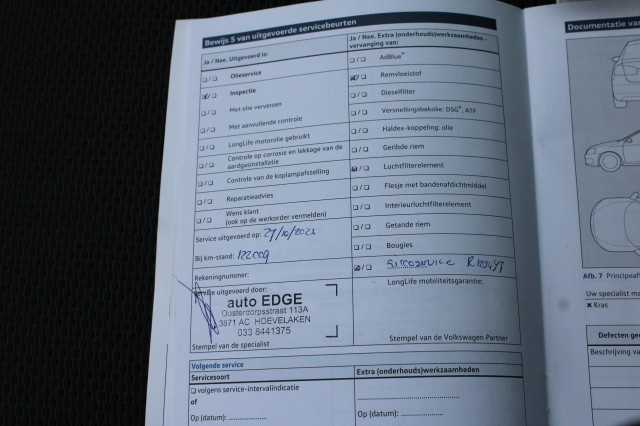 Bewijs 5 van uitgevoerde servicebeurten
Ja / Nee. Uitgevoerd is:
Olieservice
Inspectie
Met olie verversen
Met aanvullende controle
LongLife motorolie gebruikt
Controle op corrosie en lekkage van de
aardgasinstallatie
Controle van de koplampafstelling
Reparatieadvies
Wens klant
(ook op de werkorder vermelden)
Service uitgevoerd op: 27/10/2021
Bij km-stand: 122009
Rekeningnummer:
Service uitgevoerd door:
auto EDGE
Oosterdorpsstraat 113A
3871 AC HOEVELAKEN
033 8441375
Stempel van de specialist
Ja / Nee. Extra (onderhouds)werkzaamheden -
vervanging van:
AdBlue®
Remvloeistof
Dieselfilter
Versnellingsbakolie: DSG®, ATF
Haldex-koppeling: olie
Geribde riem
Luchtfilterelement
Flesje met bandenafdichtmiddel
Interieurluchtfilterelement
Getande riem
Bougies
LongLife mobiliteitsgarantie:
Stempel van de Volkswagen Partner
Volgende service
Servicesoort
volgens service-intervalindicatie
of
Op (datum): ....................
Extra (onderhouds)werkzaamheden
Op (datum): ....................
Documentatie van
Afb. 7 Principeaf
Uw specialist ma
✖ Kras
Defecten gee
Beschrijving va